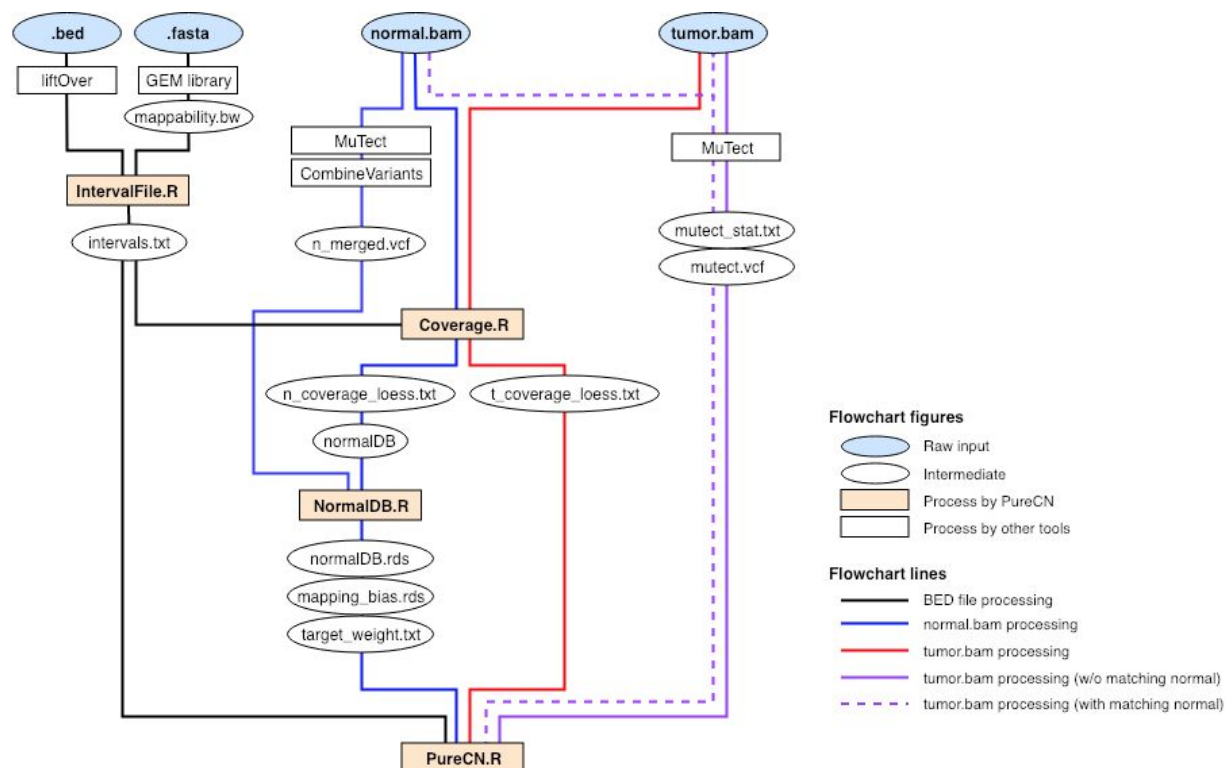 .bed
.fasta
normal.bam
tumor.bam
liftOver
GEM library
mappability.bw
MuTect
CombineVariants
MuTect
IntervalFile.R
intervals.txt
n_merged.vcf
mutect_stat.txt
mutect.vcf
Coverage.R
n_coverage_loess.txt
t_coverage_loess.txt
normalDB
NormalDB.R
normalDB.rds
mapping_bias.rds
target_weight.txt
PureCN.R
Flowchart figures
Raw input
Intermediate
Process by PureCN
Process by other tools
Flowchart lines
BED file processing
normal.bam processing
tumor.bam processing
tumor.bam processing (w/o matching normal)
tumor.bam processing (with matching normal)